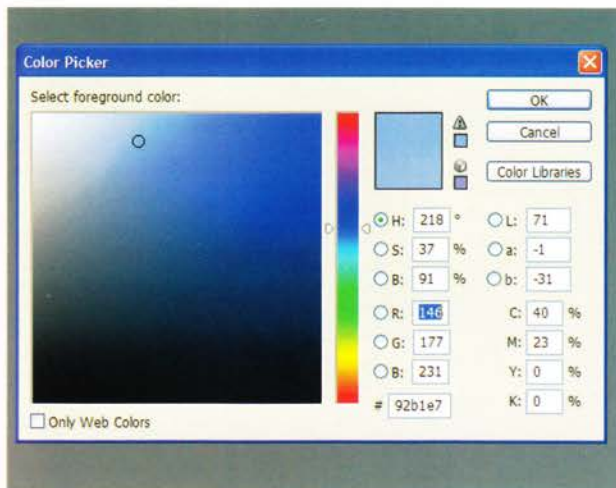 Color Picker
Select foreground color:
OK
Cancel
Color Libraries
H: 218 °
L: 71
S: 37 %
a: -1
B: 91 %
b: -31
R: 146
C: 40 %
G: 177
M: 23 %
B: 231
Y: 0 %
# 92b1e7
K: 0 %
Only Web Colors